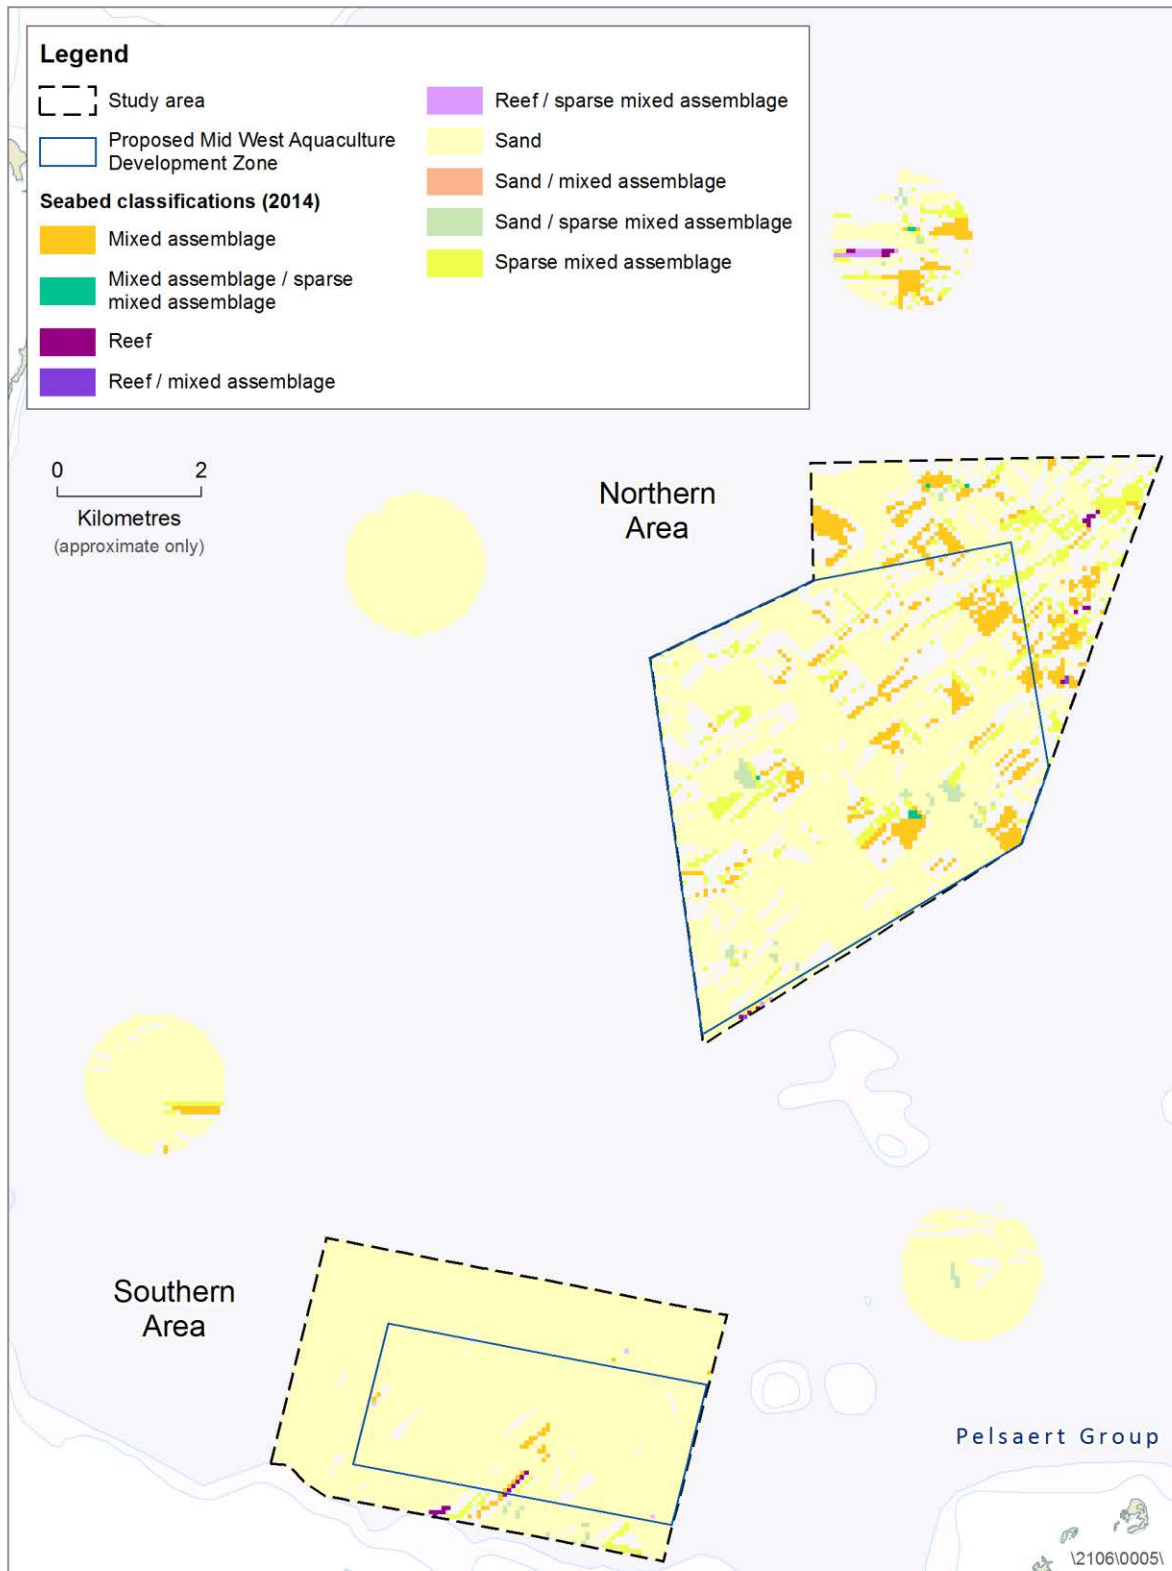 Legend
Study area
Proposed Mid West Aquaculture
Development Zone
Seabed classifications (2014)
Mixed assemblage
Mixed assemblage / sparse
mixed assemblage
Reef
Reef / mixed assemblage
Reef / sparse mixed assemblage
Sand
Sand / mixed assemblage
Sand / sparse mixed assemblage
Sparse mixed assemblage
0 2
Kilometres
(approximate only)
Northern
Area
Southern
Area
Pelsaert Group
\2106\0005\